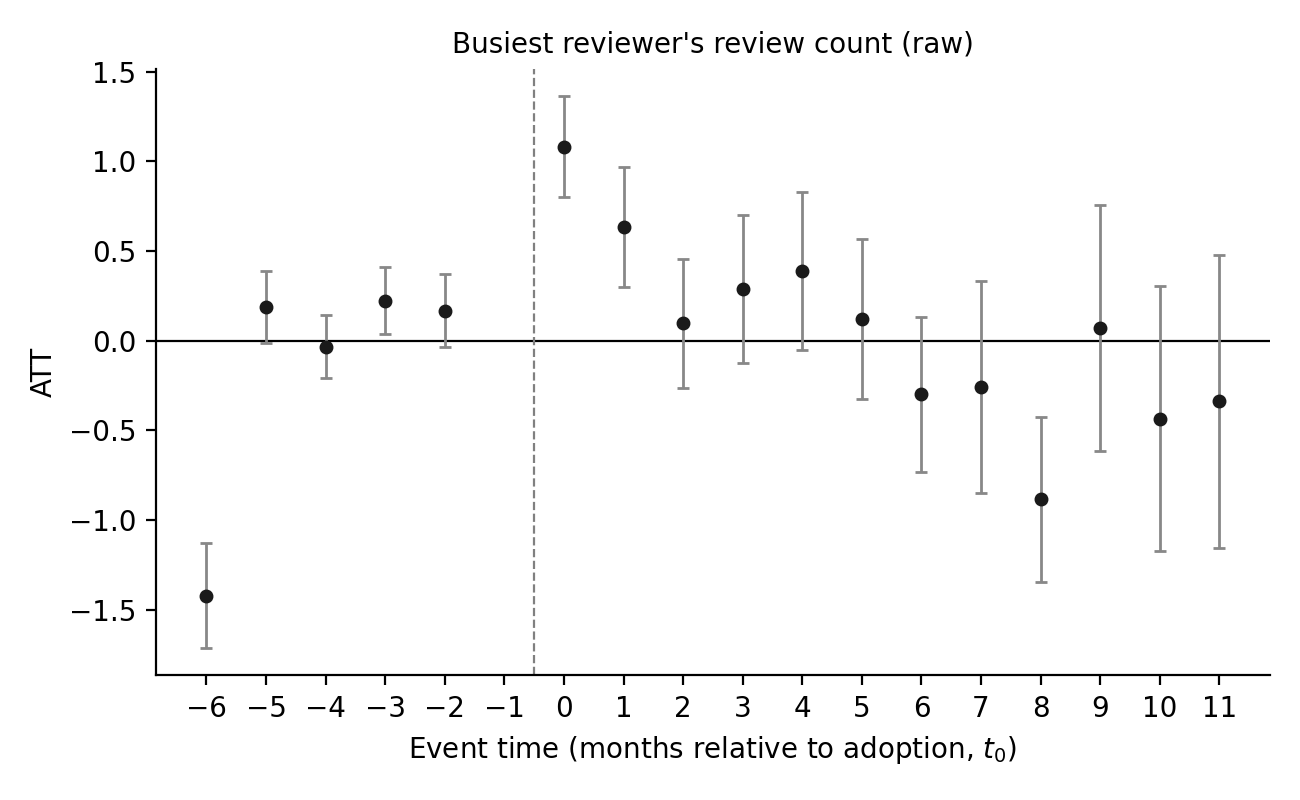 Busiest reviewer's review count (raw)
1.5
1.0
0.5
0.0
−0.5
−1.0
−1.5
ATT
−6 −5 −4 −3 −2 −1 0 1 2 3 4 5 6 7 8 9 10 11
Event time (months relative to adoption, t₀)